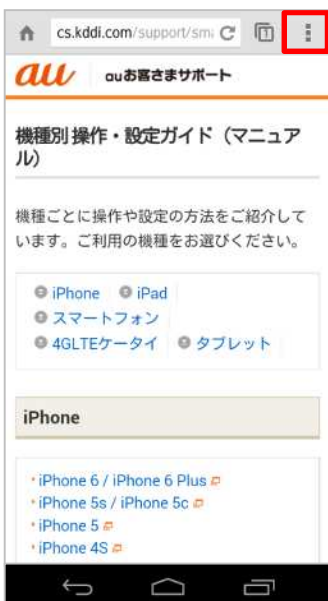 cs.kddi.com/support/sma
1
au auお客さまサポート
機種別 操作・設定ガイド（マニュア
ル）
機種ごとに操作や設定の方法をご紹介して
います。ご利用の機種をお選びください。
iPhone iPad
スマートフォン
4GLTEケータイ タブレット
iPhone
・iPhone 6 / iPhone 6 Plus
・iPhone 5s / iPhone 5c
・iPhone 5
・iPhone 4S